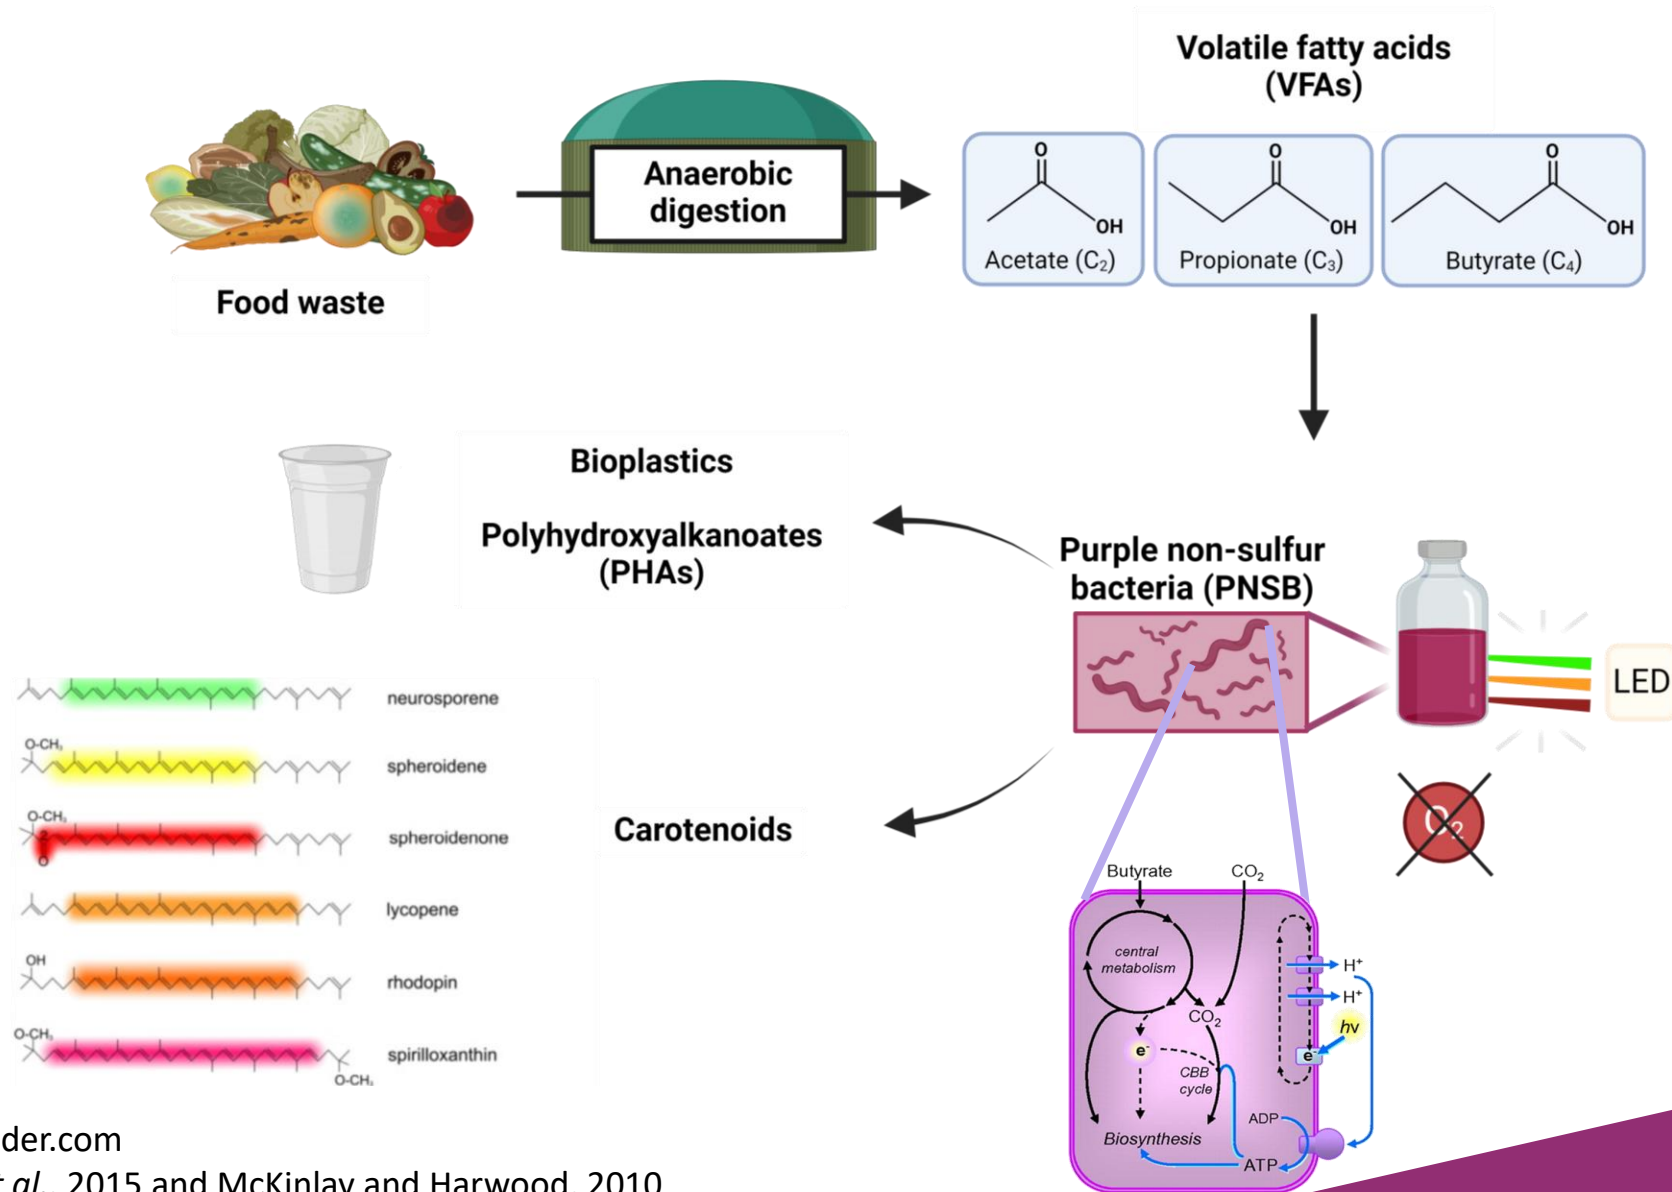 Volatile fatty acids
(VFAs)
Anaerobic
digestion
O
OH
Acetate (C₂)
O
OH
Propionate (C₃)
O
OH
Butyrate (C₄)
Food waste
Bioplastics
Polyhydroxyalkanoates
(PHAs)
Purple non-sulfur
bacteria (PNSB)
LED
O₂
Carotenoids
neurosporene
O-CH₃
spheroidene
O-CH₃
O
spheroidenone
lycopene
OH
rhodopin
O-CH₃
spirilloxanthin
O-CH₃
Butyrate
CO₂
central
metabolism
CO₂
e⁻
CBB
cycle
Biosynthesis
H⁺
H⁺
hv
e⁻
ADP
ATP
der.com
al., 2015 and McKinlay and Harwood, 2010